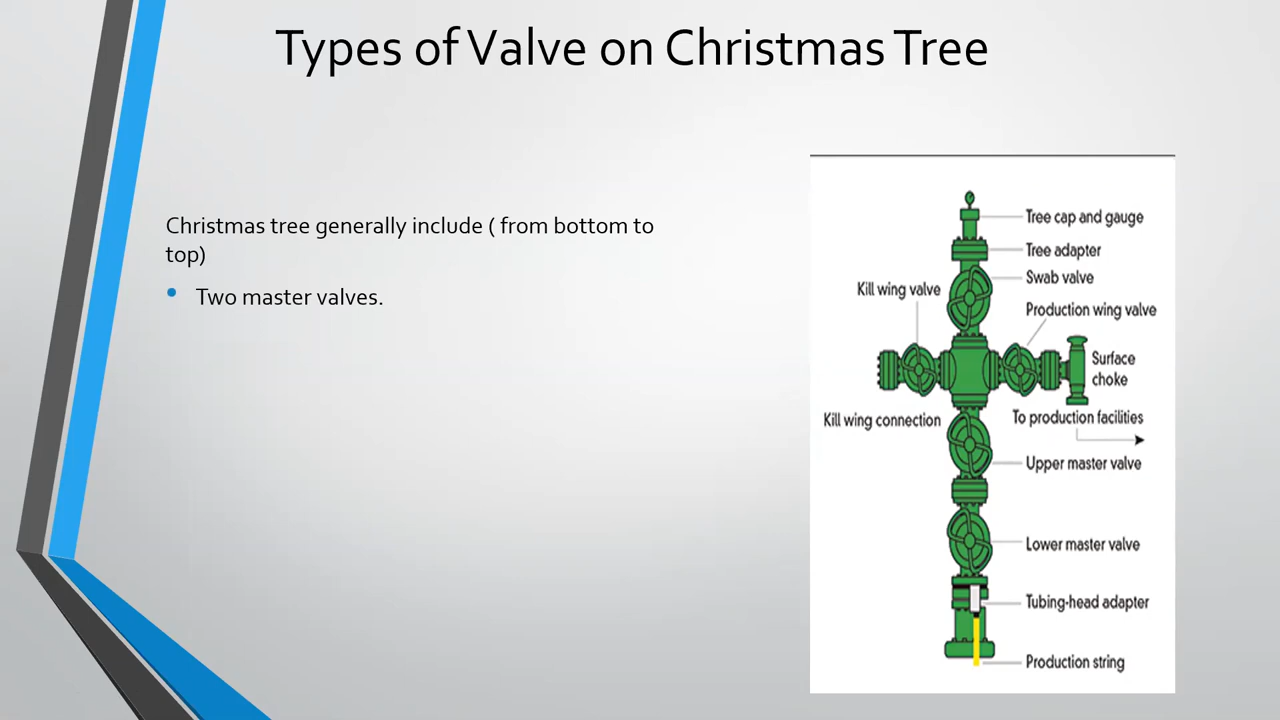 Types of Valve on Christmas Tree
Christmas tree generally include ( from bottom to
top)
• Two master valves.
Tree cap and gauge
Tree adapter
Swab valve
Kill wing valve
Production wing valve
Surface
choke
Kill wing connection
To production facilities
Upper master valve
Lower master valve
Tubing-head adapter
Production string